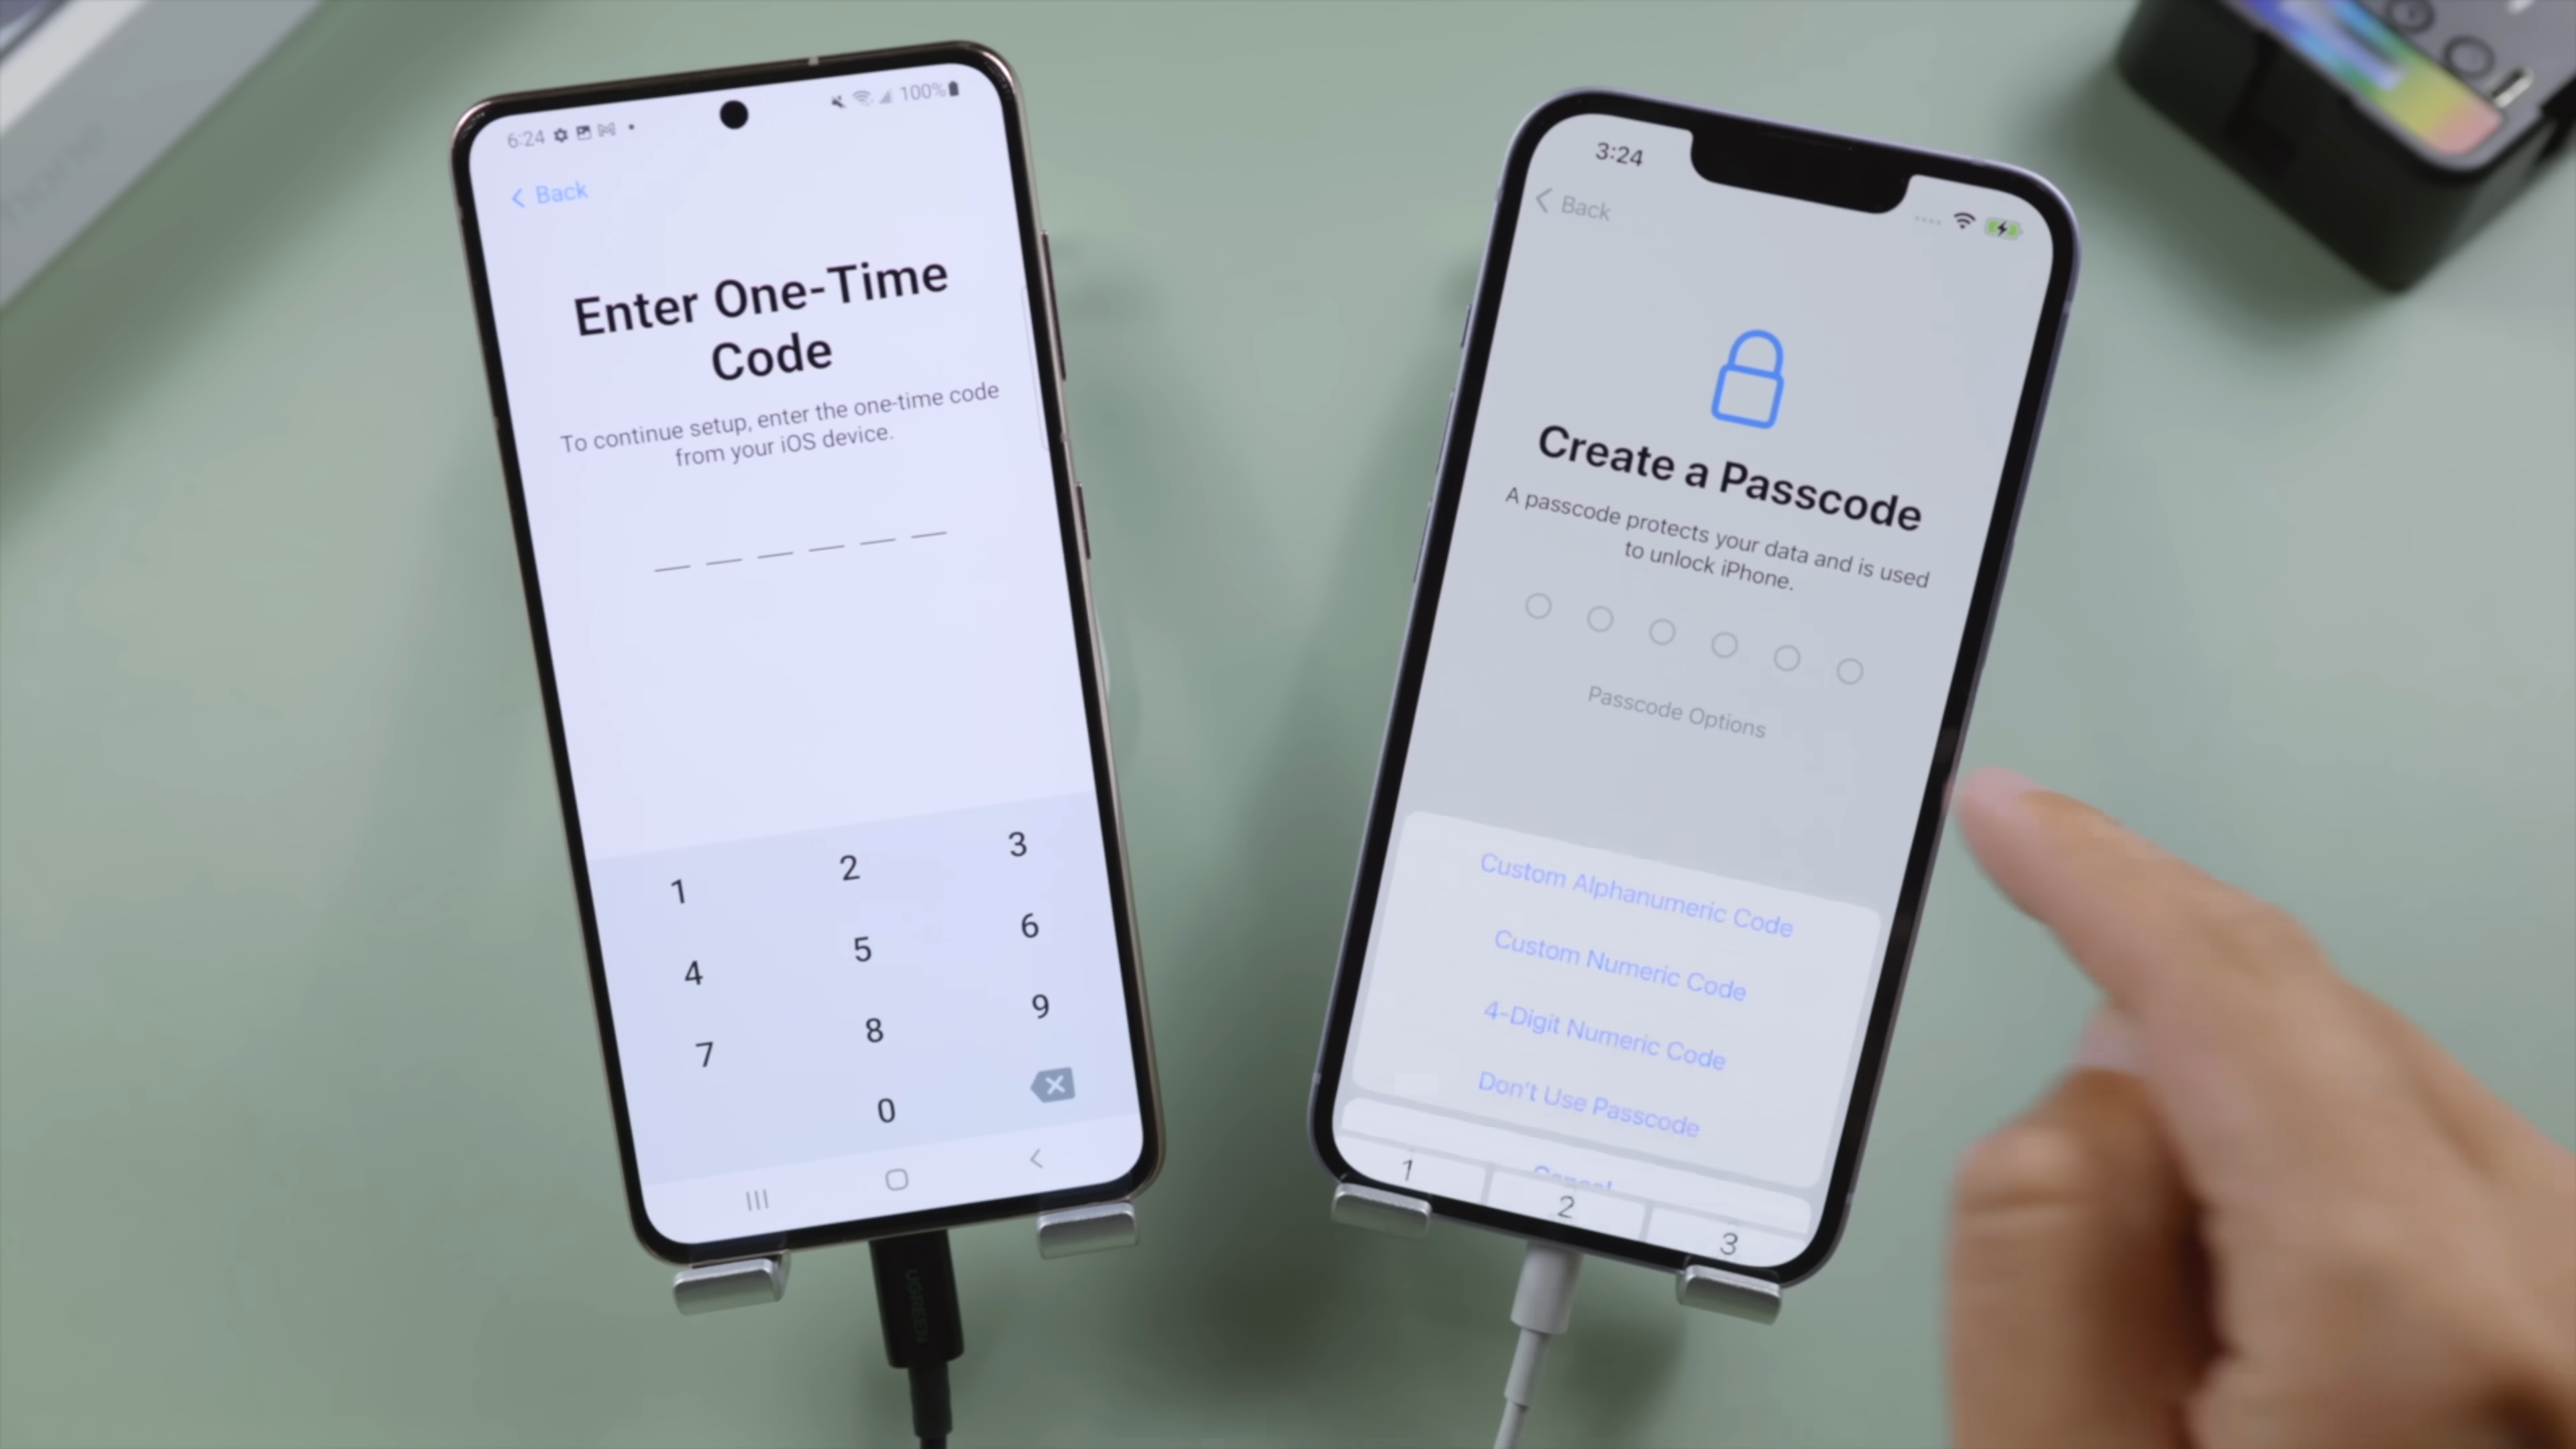 6:24
100%
Back
Enter One-Time
Code
To continue setup, enter the one-time code
from your iOS device.
1 2 3
4 5 6
7 8 9
0
UGREEN
3:24
Back
Create a Passcode
A passcode protects your data and is used
to unlock iPhone.
Passcode Options
Custom Alphanumeric Code
Custom Numeric Code
4-Digit Numeric Code
Don't Use Passcode
Cancel
1 2 3